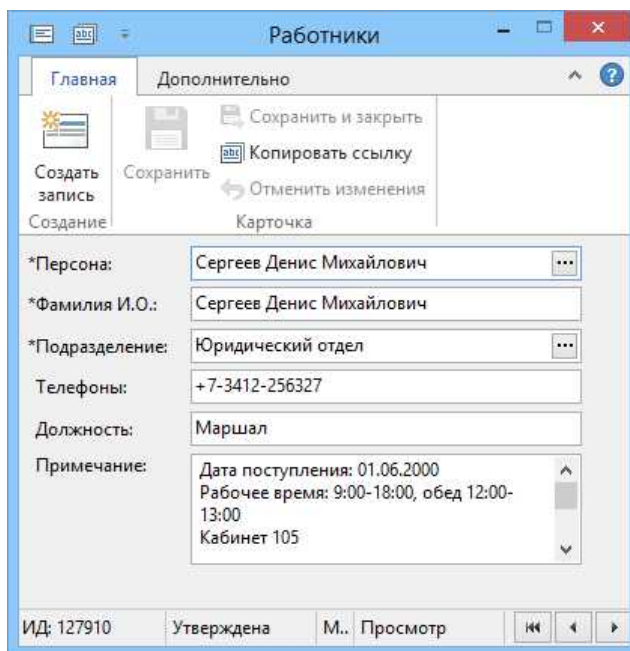 Работники
Главная Дополнительно
Создать запись
Сохранить
Сохранить и закрыть
Копировать ссылку
Отменить изменения
Создание Карточка
*Персона: Сергеев Денис Михайлович
*Фамилия И.О.: Сергеев Денис Михайлович
*Подразделение: Юридический отдел
Телефоны: +7-3412-256327
Должность: Маршал
Примечание: Дата поступления: 01.06.2000
Рабочее время: 9:00-18:00, обед 12:00-
13:00
Кабинет 105
ИД: 127910 Утверждена М.. Просмотр